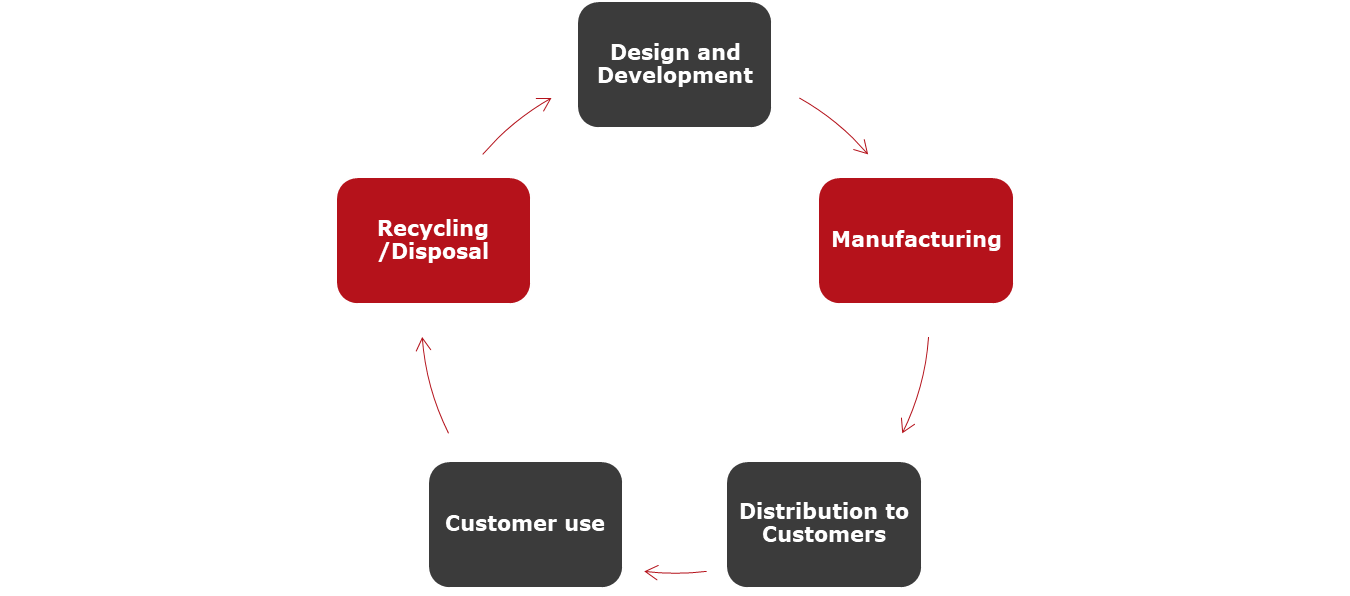 Design and
Development
Manufacturing
Distribution to
Customers
Customer use
Recycling
/Disposal